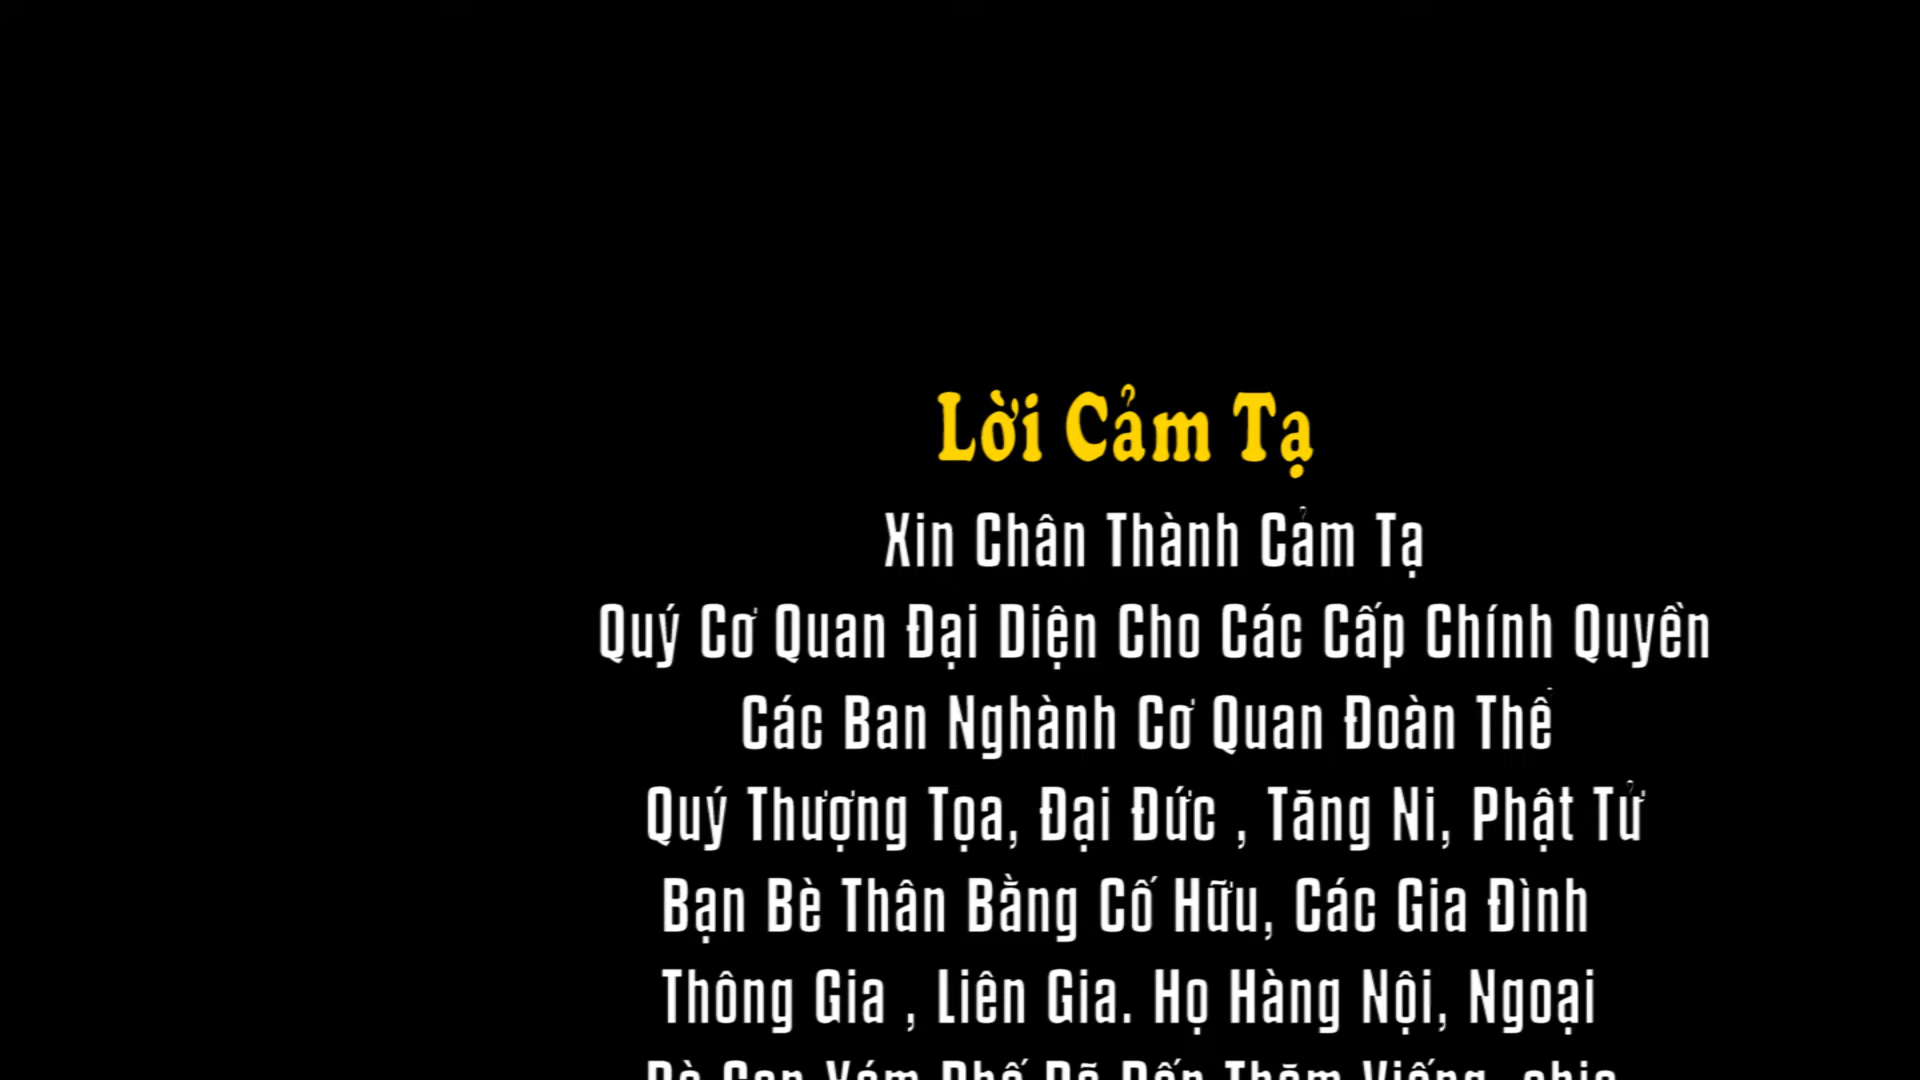 Lời Cảm Tạ
Xin Chân Thành Cảm Tạ
Quý Cơ Quan Đại Diện Cho Các Cấp Chính Quyền
Các Ban Nghành Cơ Quan Đoàn Thể
Quý Thượng Tọa, Đại Đức , Tăng Ni, Phật Tử
Bạn Bè Thân Bằng Cố Hữu, Các Gia Đình
Thông Gia , Liên Gia. Họ Hàng Nội, Ngoại